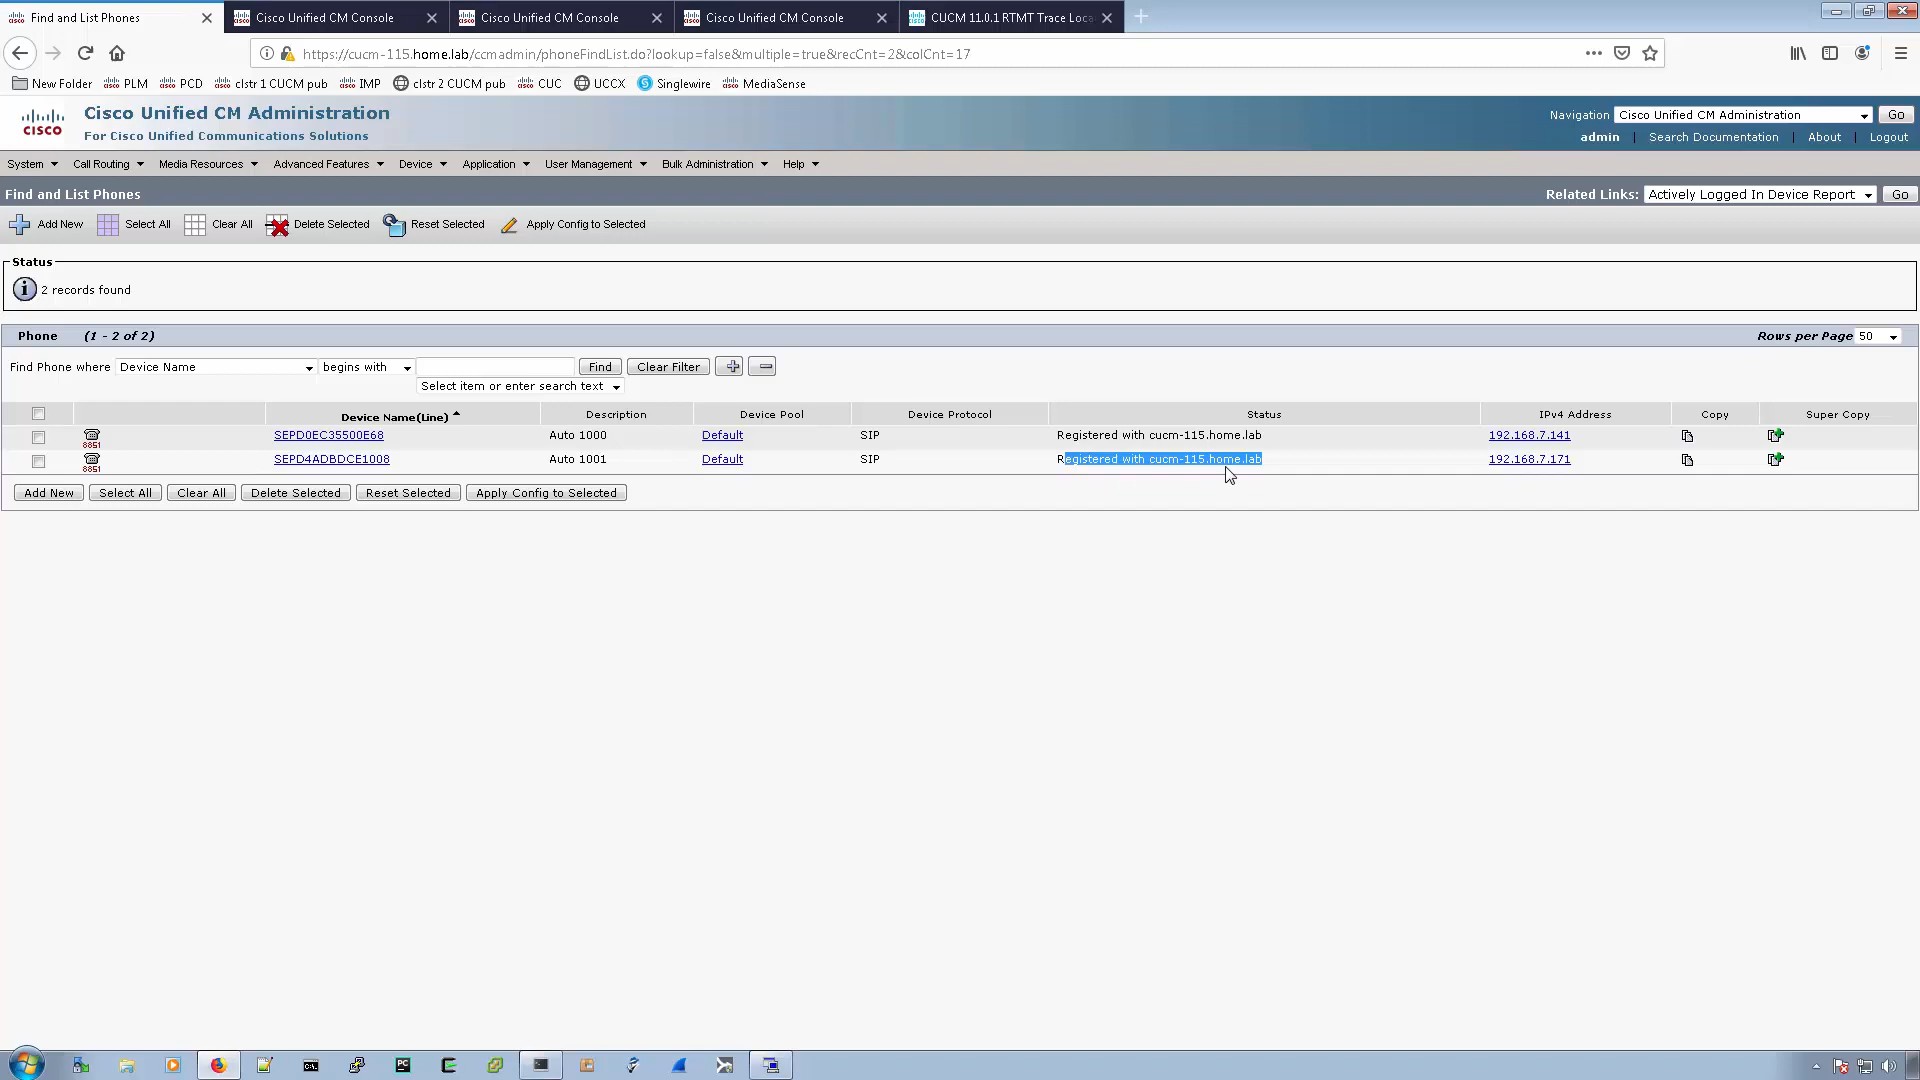 Find and List Phones
Cisco Unified CM Console
Cisco Unified CM Console
Cisco Unified CM Console
CUCM 11.0.1 RTMT Trace Loca
https://cucm-115.home.lab/ccmadmin/phoneFindList.do?lookup=false&multiple=true&recCnt=2&colCnt=17
New Folder PLM PCD clstr 1 CUCM pub IMP clstr 2 CUCM pub CUC UCCX Singlewire MediaSense
CISCO
Cisco Unified CM Administration
For Cisco Unified Communications Solutions
Navigation Cisco Unified CM Administration Go
admin | Search Documentation | About | Logout
System Call Routing Media Resources Advanced Features Device Application User Management Bulk Administration Help
Find and List Phones
Related Links: Actively Logged In Device Report Go
Add New Select All Clear All Delete Selected Reset Selected Apply Config to Selected
Status
2 records found
Phone (1 - 2 of 2) Rows per Page 50
Find Phone where Device Name begins with Find Clear Filter
Select item or enter search text
Device Name(Line) Description Device Pool Device Protocol Status IPv4 Address Copy Super Copy
8851 SEPD0EC35500E68 Auto 1000 Default SIP Registered with cucm-115.home.lab 192.168.7.141
8851 SEPD4ADBDCE1008 Auto 1001 Default SIP Registered with cucm-115.home.lab 192.168.7.171
Add New Select All Clear All Delete Selected Reset Selected Apply Config to Selected